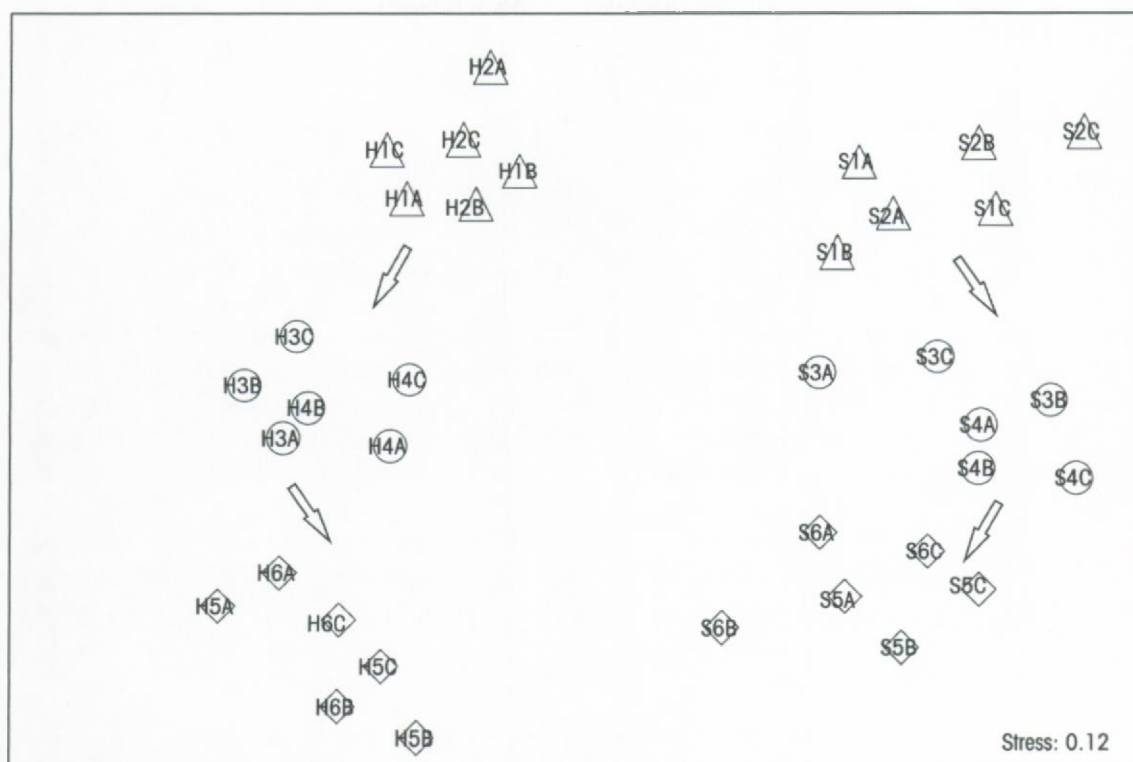 H2A
S2C
H2C
S2B
H1C
S1A
H1B
H1A
H2B
S2A
S1C
S1B
H3C
S3C
S3A
H4C
H3B
S3B
H4B
S4A
H3A
H4A
S4B
S4C
S6A
S6C
H6A
S5C
S5A
H5A
H6C
S6B
S5B
H5C
H6B
H5B
Stress: 0.12